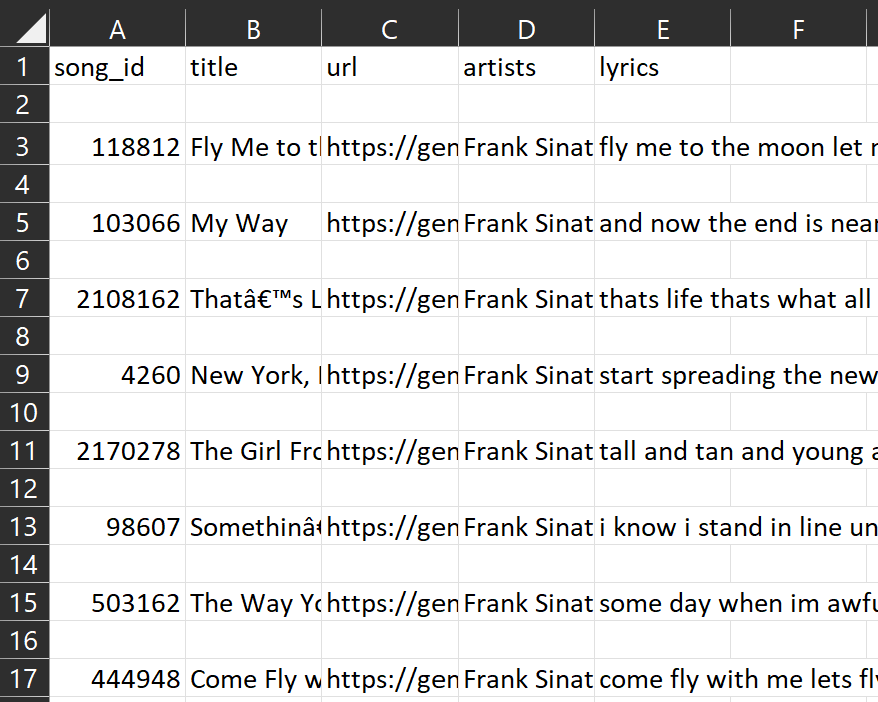 A B C D E F
1 song_id title url artists lyrics
2
3 118812 Fly Me to https://gen Frank Sinat fly me to the moon let
4
5 103066 My Way https://gen Frank Sinat and now the end is near
6
7 2108162 Thatâ€™s L https://gen Frank Sinat thats life thats what all
8
9 4260 New York, https://gen Frank Sinat start spreading the new
10
11 2170278 The Girl Fro https://gen Frank Sinat tall and tan and young a
12
13 98607 Somethinâ€ https://gen Frank Sinat i know i stand in line un
14
15 503162 The Way Yo https://gen Frank Sinat some day when im awfu
16
17 444948 Come Fly w https://gen Frank Sinat come fly with me lets fly